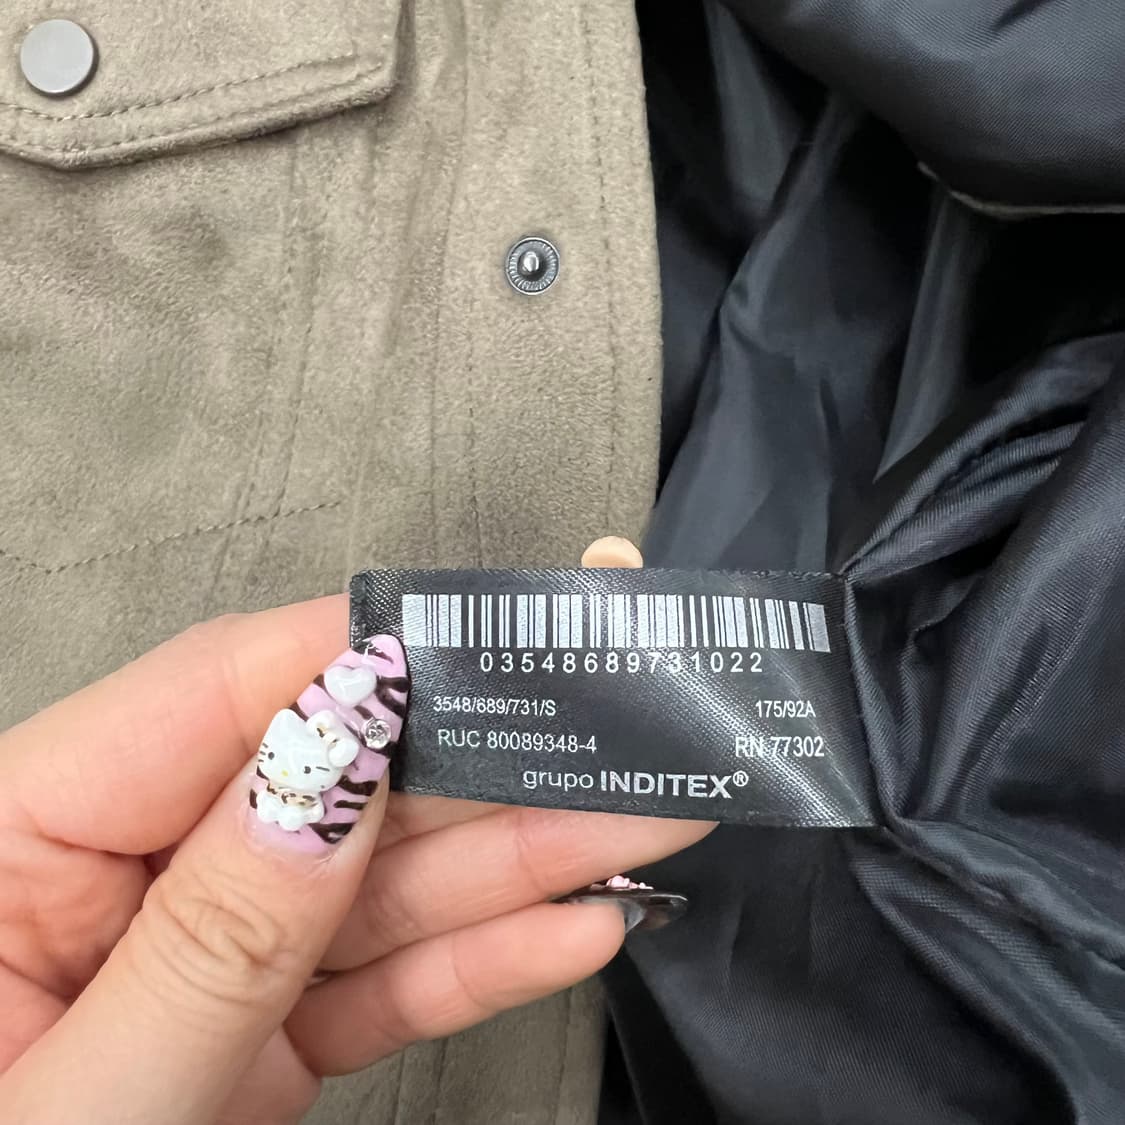 03548689731022
3548/689/731/S 175/92A
RUC 80089348-4 RN 77302
grupo INDITEX®